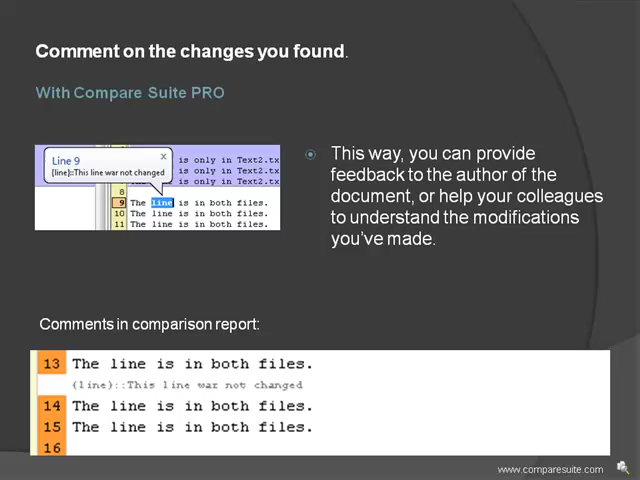 Comment on the changes you found.
With Compare Suite PRO
Line 9
{line}::This line war not changed
is only in Text2.tx
is only in Text2.tx
is only in Text2.tx
8
9 The line is in both files.
10 The line is in both files.
11 The line is in both files.
This way, you can provide
feedback to the author of the
document, or help your colleagues
to understand the modifications
you've made.
Comments in comparison report:
13 The line is in both files.
{line}::This line war not changed
14 The line is in both files.
15 The line is in both files.
16
www.comparesuite.com